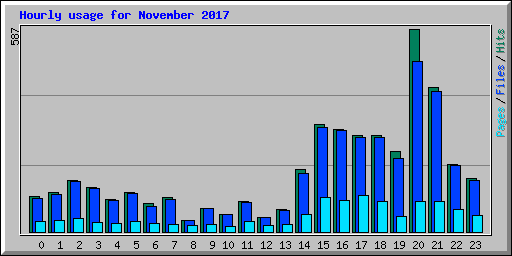 Hourly usage for November 2017
587
Pages / Files / Hits
0 1 2 3 4 5 6 7 8 9 10 11 12 13 14 15 16 17 18 19 20 21 22 23